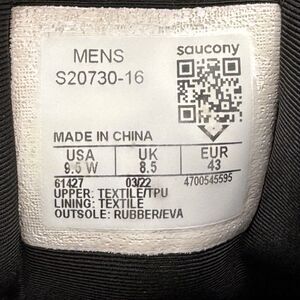 MENS saucony
S20730-16
MADE IN CHINA
USA UK EUR
9.5 W 8.5 43
61427 03/22 4700545595
UPPER: TEXTILE/TPU
LINING: TEXTILE
OUTSOLE: RUBBER/EVA